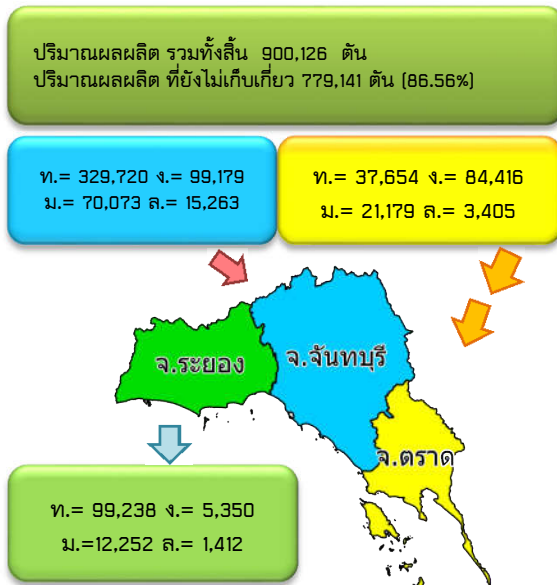 ปริมาณผลผลิต รวมทั้งสิ้น 900,126 ตัน
ปริมาณผลผลิต ที่ยังไม่เก็บเกี่ยว 779,141 ตัน (86.56%)
ท.= 329,720 ง.= 99,179
ม.= 70,073 ล.= 15,263
ท.= 37,654 ง.= 84,416
ม.= 21,179 ล.= 3,405
จ.ระยอง
จ.จันทบุรี
จ.ตราด
ท.= 99,238 ง.= 5,350
ม.=12,252 ล.= 1,412